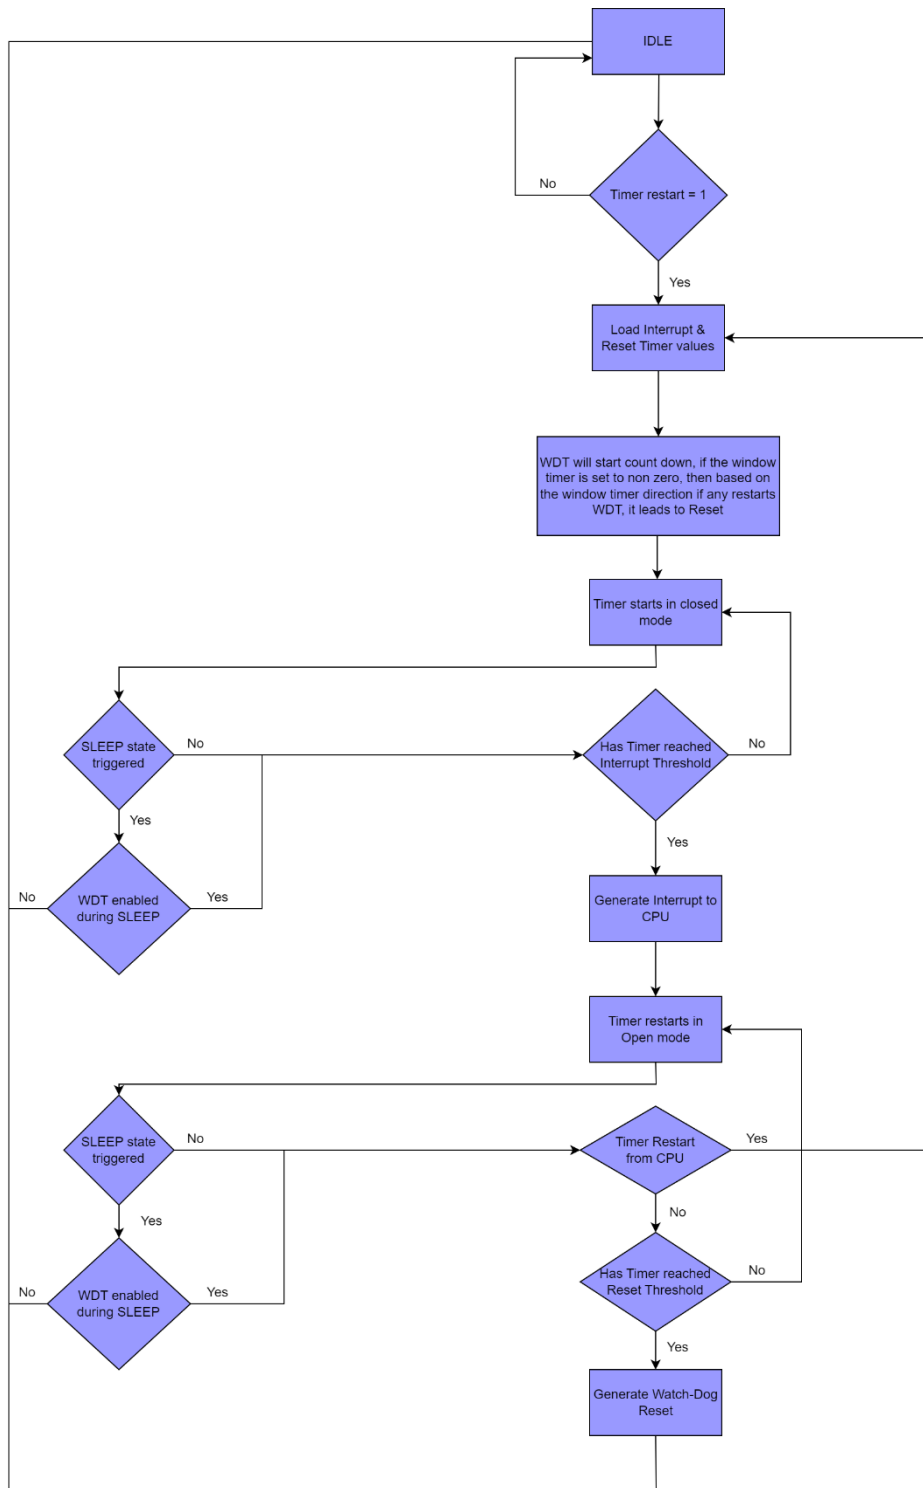 IDLE
No
Timer restart = 1
Yes
Load Interrupt &
Reset Timer values
WDT will start count down, if the window
timer is set to non zero, then based on
the window timer direction if any restarts
WDT, it leads to Reset
Timer starts in closed
mode
SLEEP state
triggered
No
Has Timer reached
Interrupt Threshold
No
Yes
Yes
No
WDT enabled
during SLEEP
Yes
Generate Interrupt to
CPU
Timer restarts in
Open mode
SLEEP state
triggered
No
Timer Restart
from CPU
Yes
Yes
No
No
WDT enabled
during SLEEP
Yes
Has Timer reached
Reset Threshold
No
Yes
Generate Watch-Dog
Reset